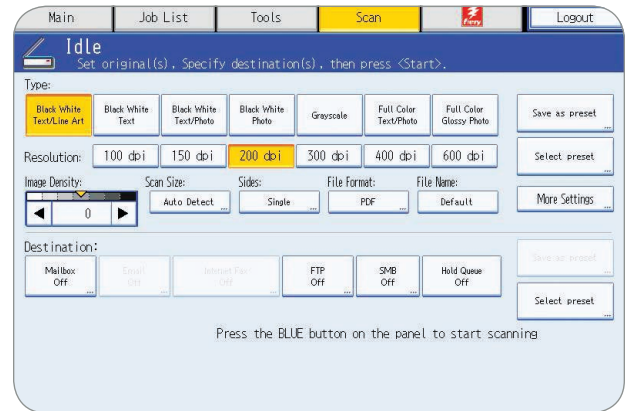 Main Job List Tools Scan Fiery Logout
Idle
Set original(s). Specify destination(s), then press <Start>.
Type:
Black White Text/Line Art
Black White Text
Black White Text/Photo
Black White Photo
Grayscale
Full Color Text/Photo
Full Color Glossy Photo
Save as preset
Resolution: 100 dpi 150 dpi 200 dpi 300 dpi 400 dpi 600 dpi Select preset
Image Density: Scan Size: Sides: File Format: File Name:
0 Auto Detect Single PDF Default More Settings
Destination:
Mailbox Off
Email Off
Internet Fax Off
FTP Off
SMB Off
Hold Queue Off
Save as preset
Select preset
Press the BLUE button on the panel to start scanning